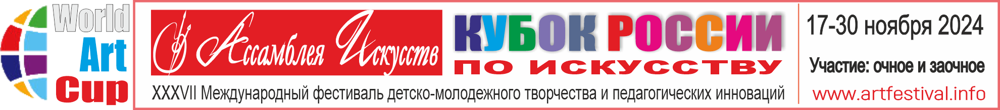 World
Art
Cup
Ассамблея Искусств
КУБОК РОССИИ
ПО ИСКУССТВУ
XXXVII Международный фестиваль детско-молодежного творчества и педагогических инноваций
17-30 ноября 2024
Участие: очное и заочное
www.artfestival.info